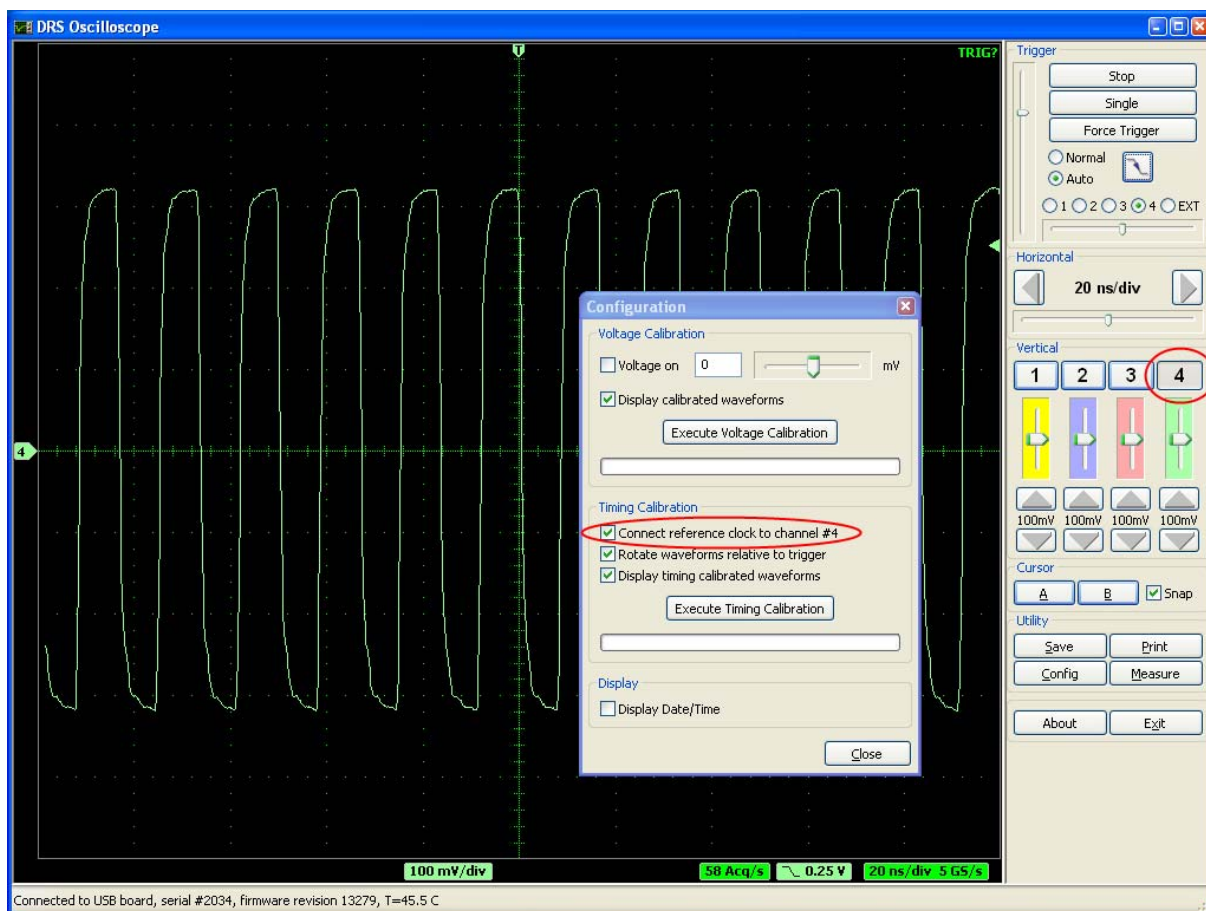 DRS Oscilloscope
T
TRIG?
4
100 mV/div
58 Acq/s
0.25 V
20 ns/div 5 GS/s
Connected to USB board, serial #2034, firmware revision 13279, T=45.5 C
Configuration
Voltage Calibration
Voltage on 0 mV
Display calibrated waveforms
Execute Voltage Calibration
Timing Calibration
Connect reference clock to channel #4
Rotate waveforms relative to trigger
Display timing calibrated waveforms
Execute Timing Calibration
Display
Display Date/Time
Close
Trigger
Stop
Single
Force Trigger
Normal
Auto
1 2 3 4 EXT
Horizontal
20 ns/div
Vertical
1 2 3 4
100mV 100mV 100mV 100mV
Cursor
A B Snap
Utility
Save Print
Config Measure
About Exit